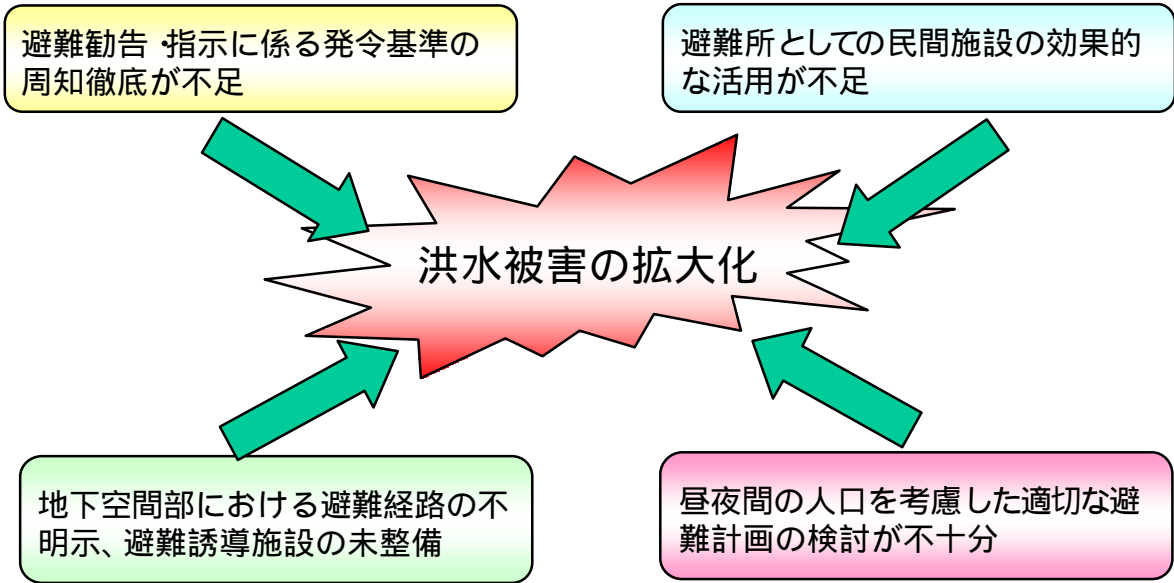 避難勧告・指示に係る発令基準の
周知徹底が不足
避難所としての民間施設の効果的
な活用が不足
洪水被害の拡大化
地下空間部における避難経路の不
明示、避難誘導施設の未整備
昼夜間の人口を考慮した適切な避
難計画の検討が不十分